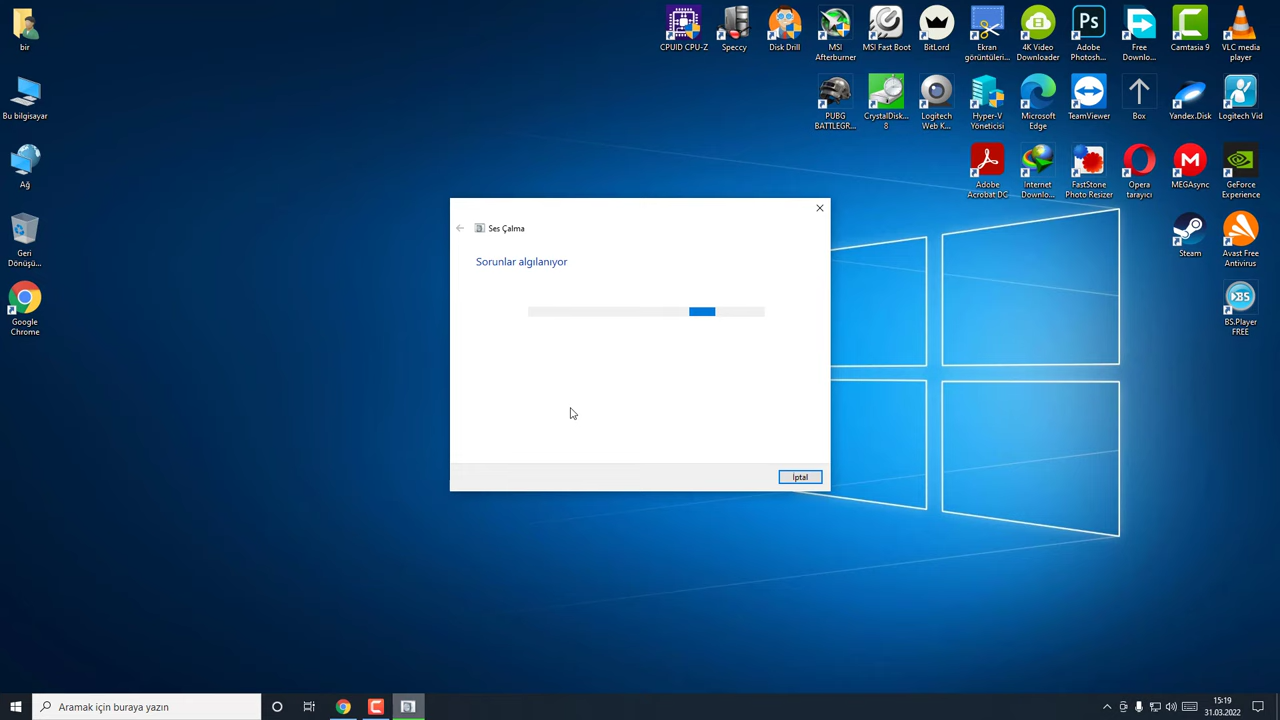 bir
Bu bilgisayar
Ağ
Geri
Dönüşü...
Google
Chrome
CPUID CPU-Z
Speccy
Disk Drill
MSI
Afterburner
MSI Fast Boot
BitLord
Ekran
görüntüleri...
4K Video
Downloader
Adobe
Photosh...
Free
Downlo...
Camtasia 9
VLC media
player
PUBG
BATTLEGR...
CrystalDisk...
8
Logitech
Web K...
Hyper-V
Yöneticisi
Microsoft
Edge
TeamViewer
Box
Yandex.Disk
Logitech Vid
Adobe
Acrobat DC
Internet
Downlo...
FastStone
Photo Resizer
Opera
tarayıcı
MEGAsync
GeForce
Experience
Steam
Avast Free
Antivirus
BS.Player
FREE
Ses Çalma
Sorunlar algılanıyor
İptal
Aramak için buraya yazın
15:19
31.03.2022